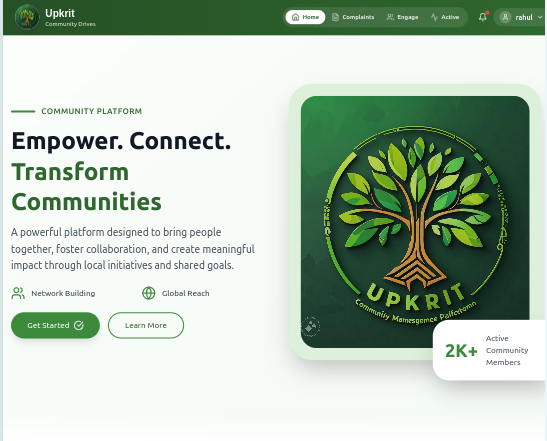 Upkrit
Community Drives
Home
Complaints
Engage
Active
rahul
COMMUNITY PLATFORM
Empower. Connect.
Transform
Communities
A powerful platform designed to bring people
together, foster collaboration, and create meaningful
impact through local initiatives and shared goals.
Network Building
Global Reach
Get Started
Learn More
UPKRIT
Community Mamesgemce Palfcetomn
2K+
Active
Community
Members